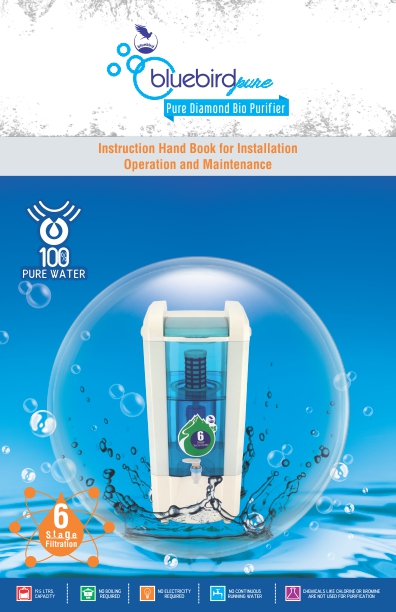 bluebird pure
Pure Diamond Bio Purifier
Instruction Hand Book for Installation
Operation and Maintenance
100%
PURE WATER
6
6
S.t.a.g.e
Filtration
NO BOILING
REQUIRED
NO ELECTRICITY
REQUIRED
NO CONTINUOUS
RUNNING WATER
CHEMICALS LIKE CHLORINE OR BROMINE
ARE NOT USED FOR PURIFICATION
LTRS
CAPACITY